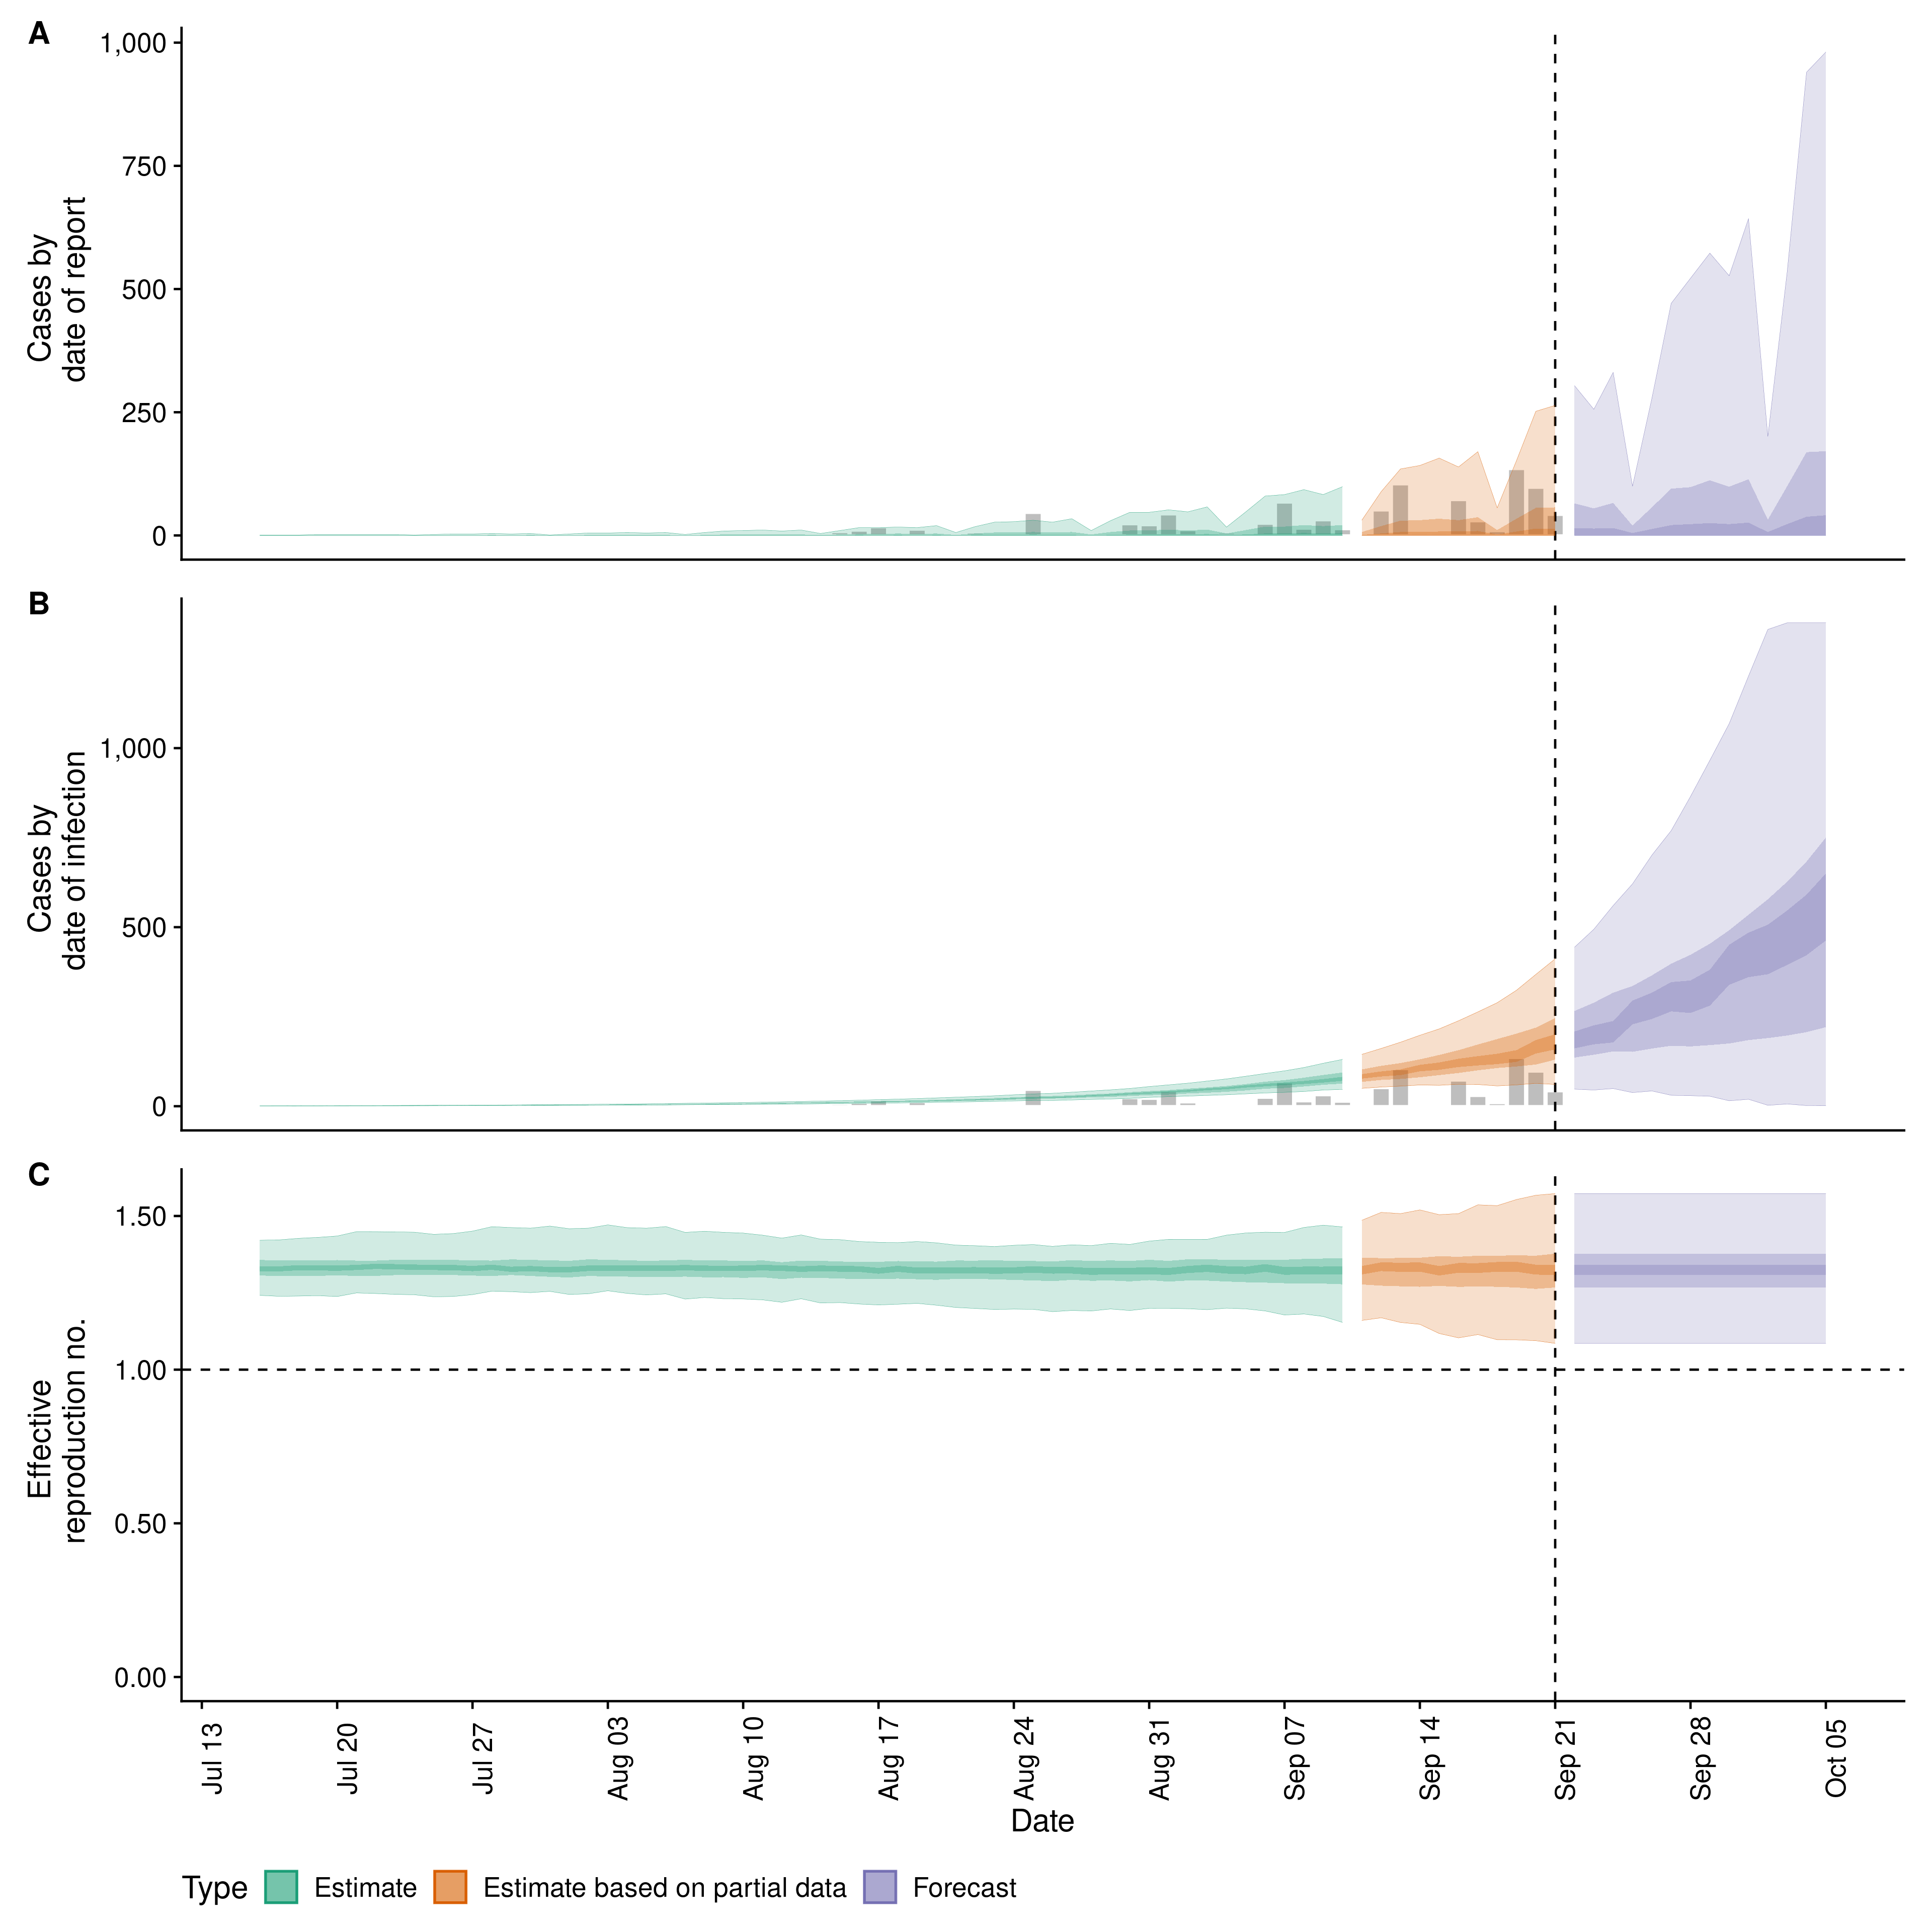 A
Cases by
date of report
1,000
750
500
250
0
B
Cases by
date of infection
1,000
500
0
C
Effective
reproduction no.
1.50
1.00
0.50
0.00
Jul 13
Jul 20
Jul 27
Aug 03
Aug 10
Aug 17
Aug 24
Aug 31
Sep 07
Sep 14
Sep 21
Sep 28
Oct 05
Date
Type Estimate Estimate based on partial data Forecast